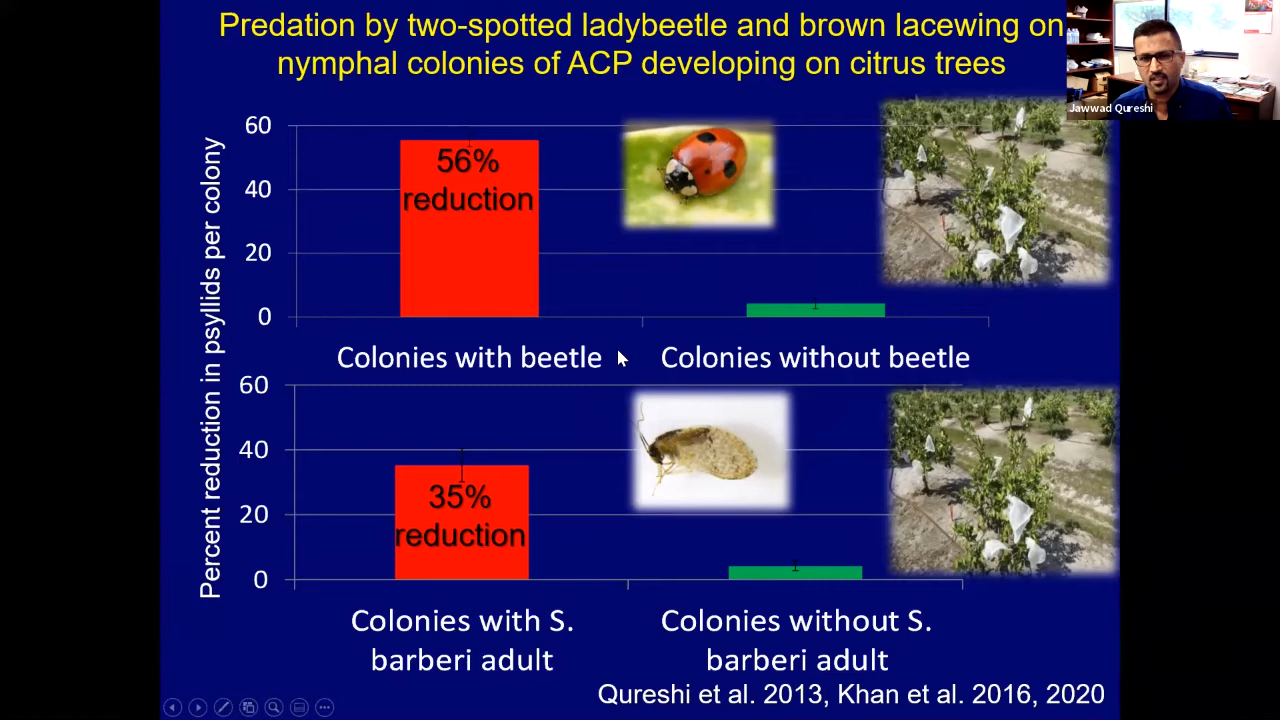 Predation by two-spotted ladybeetle and brown lacewing on
nymphal colonies of ACP developing on citrus trees
Jawwad Qureshi
Percent reduction in psyllids per colony
60
40
20
0
56%
reduction
Colonies with beetle
Colonies without beetle
60
40
20
0
35%
reduction
Colonies with S.
barberi adult
Colonies without S.
barberi adult
Qureshi et al. 2013, Khan et al. 2016, 2020